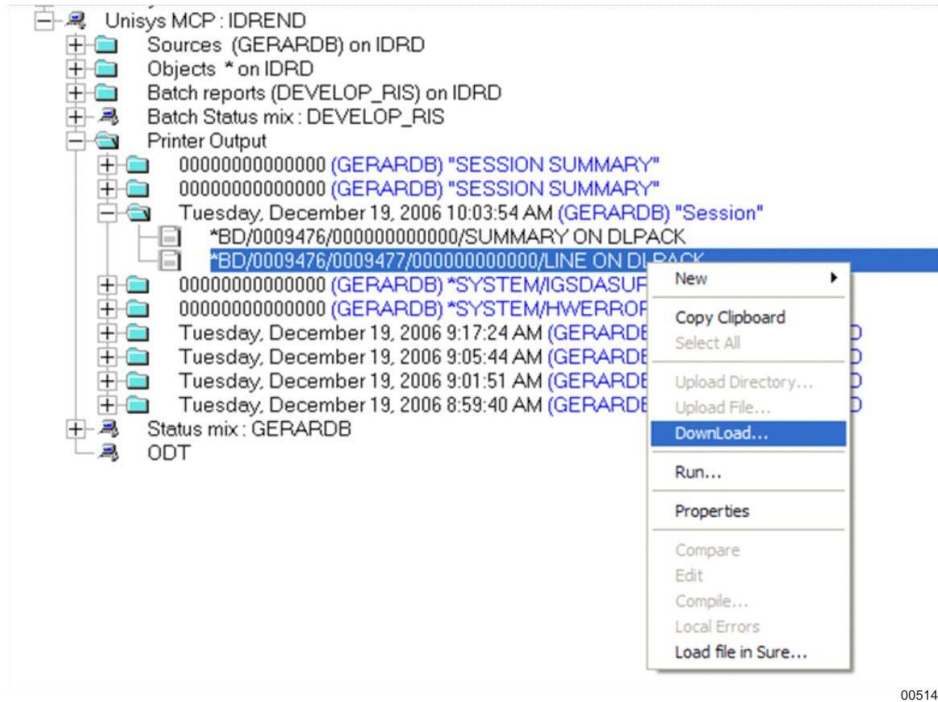 Unisys MCP : IDREND
Sources (GERARDB) on IDRD
Objects * on IDRD
Batch reports (DEVELOP_RIS) on IDRD
Batch Status mix : DEVELOP_RIS
Printer Output
00000000000000 (GERARDB) "SESSION SUMMARY"
00000000000000 (GERARDB) "SESSION SUMMARY"
Tuesday, December 19, 2006 10:03:54 AM (GERARDB) "Session"
*BD/0009476/000000000000/SUMMARY ON DLPACK
*BD/0009476/0009477/000000000000/LINE ON DLPACK
00000000000000 (GERARDB) *SYSTEM/IGSDASUP
00000000000000 (GERARDB) *SYSTEM/HWERROR
Tuesday, December 19, 2006 9:17:24 AM (GERARDB
Tuesday, December 19, 2006 9:05:44 AM (GERARDB
Tuesday, December 19, 2006 9:01:51 AM (GERARDB
Tuesday, December 19, 2006 8:59:40 AM (GERARDB
Status mix : GERARDB
ODT
New
Copy Clipboard
Select All
Upload Directory...
Upload File...
DownLoad...
Run...
Properties
Compare
Edit
Compile...
Local Errors
Load file in Sure...
00514